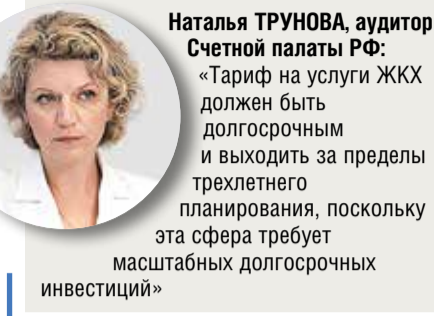 Наталья ТРУНОВА, аудитор
Счетной палаты РФ:
«Тариф на услуги ЖКХ
должен быть
долгосрочным
и выходить за пределы
трехлетнего
планирования, поскольку
эта сфера требует
масштабных долгосрочных
инвестиций»